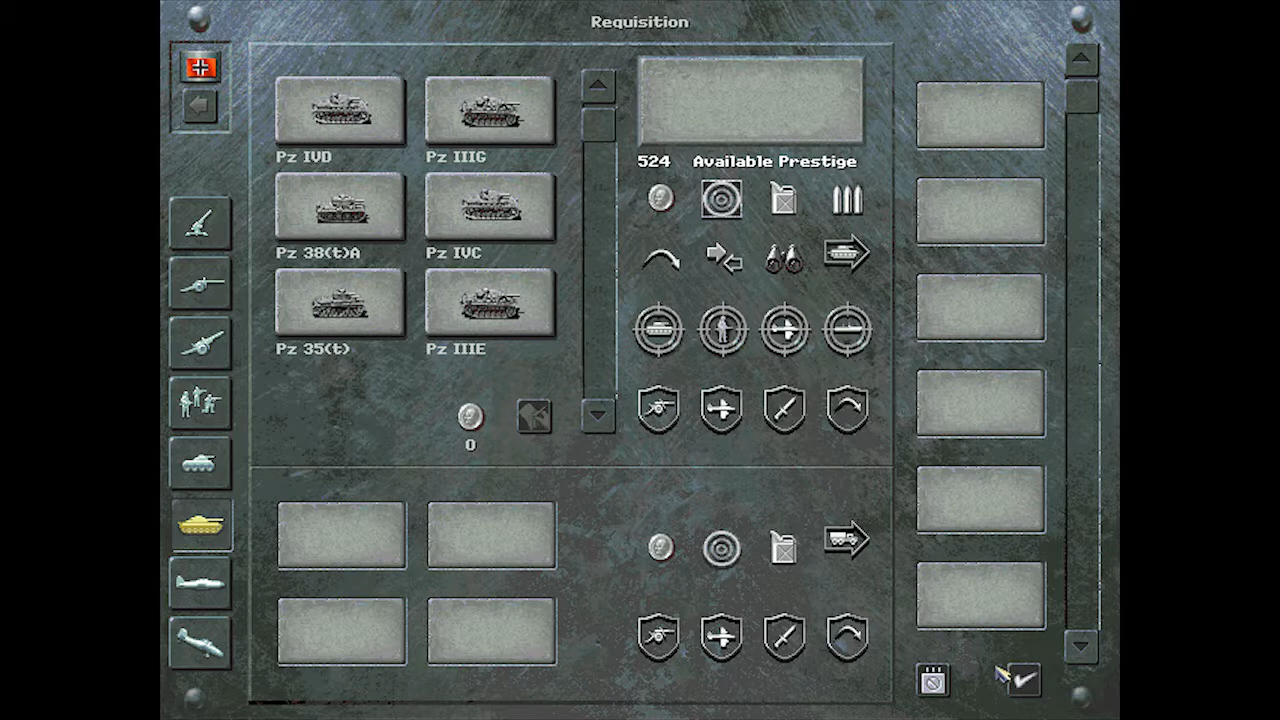 Requisition
Pz IVD
Pz IIIG
Pz 38(t)A
Pz IVC
Pz 35(t)
Pz IIIE
0
524 Available Prestige